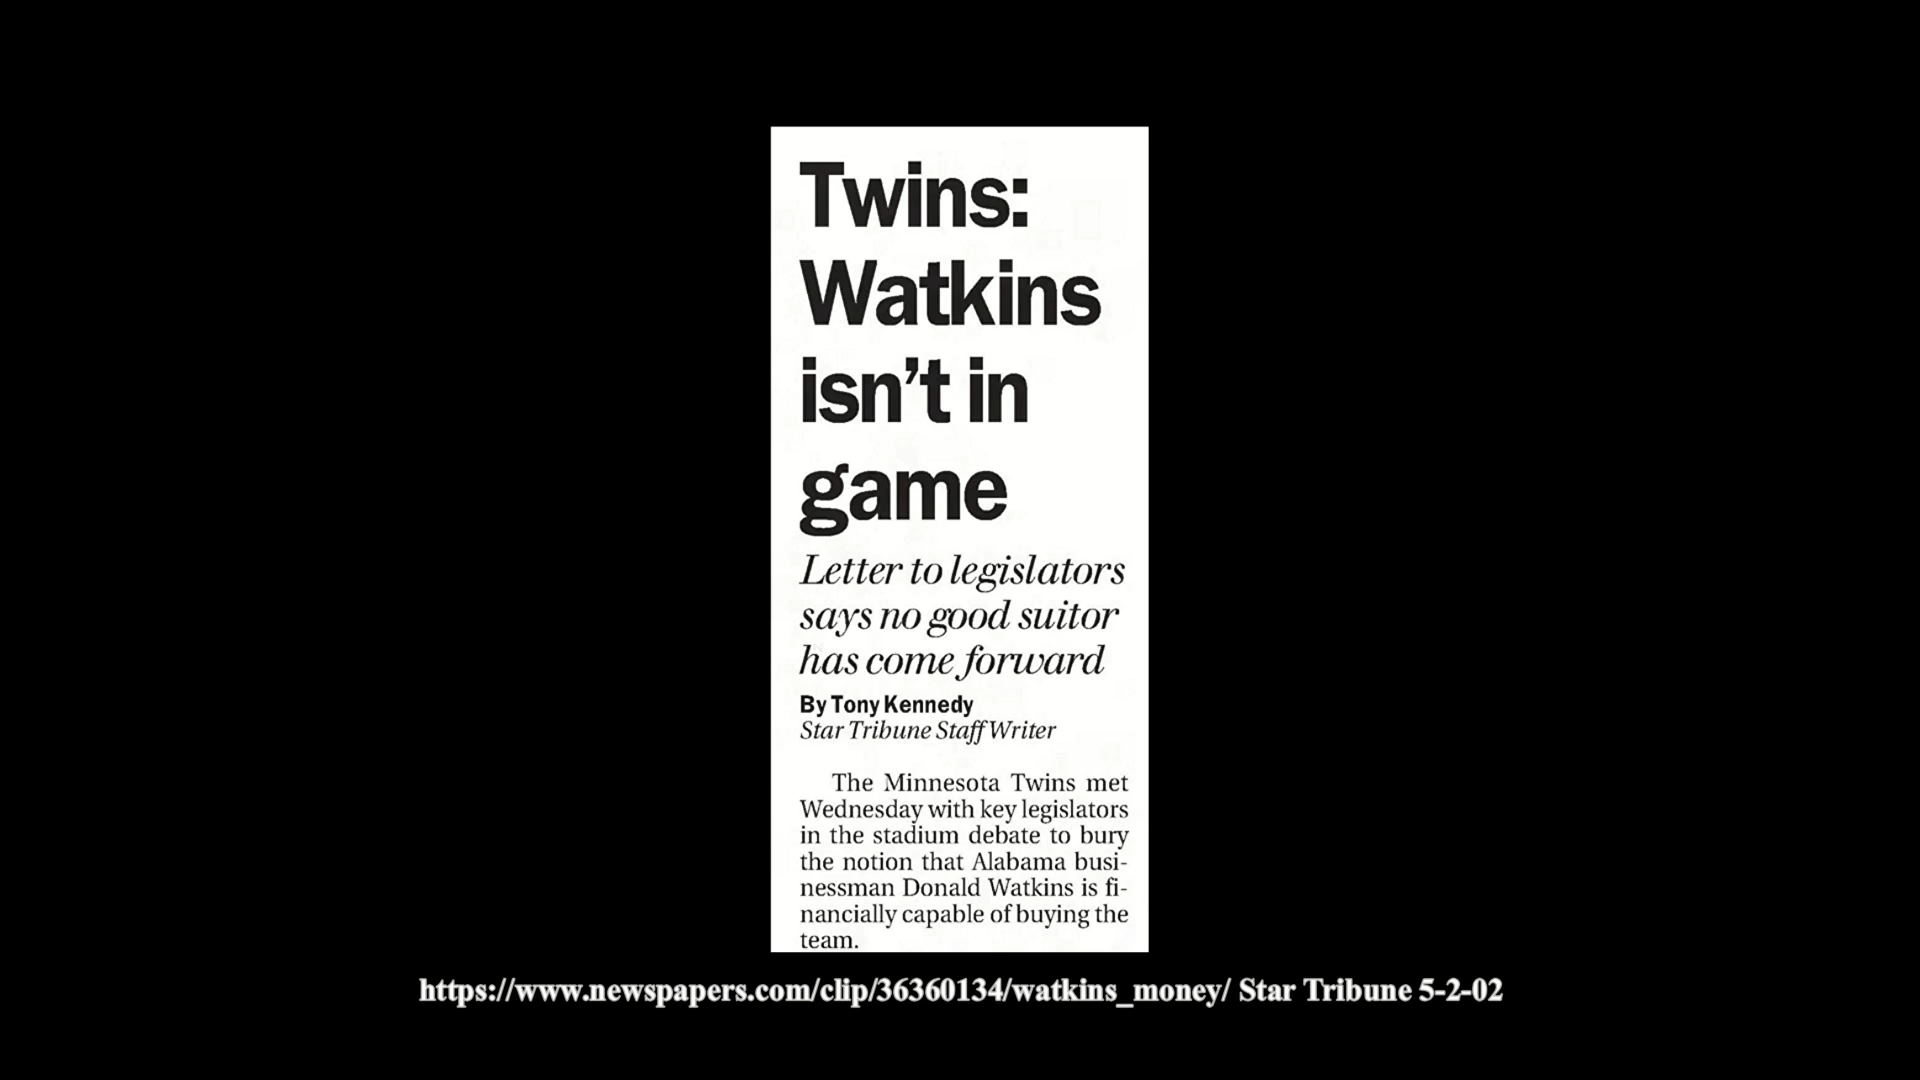 Twins:
Watkins
isn't in
game
Letter to legislators
says no good suitor
has come forward
By Tony Kennedy
Star Tribune Staff Writer
The Minnesota Twins met
Wednesday with key legislators
in the stadium debate to bury
the notion that Alabama busi-
nessman Donald Watkins is fi-
nancially capable of buying the
team.
https://www.newspapers.com/clip/36360134/watkins_money/ Star Tribune 5-2-02